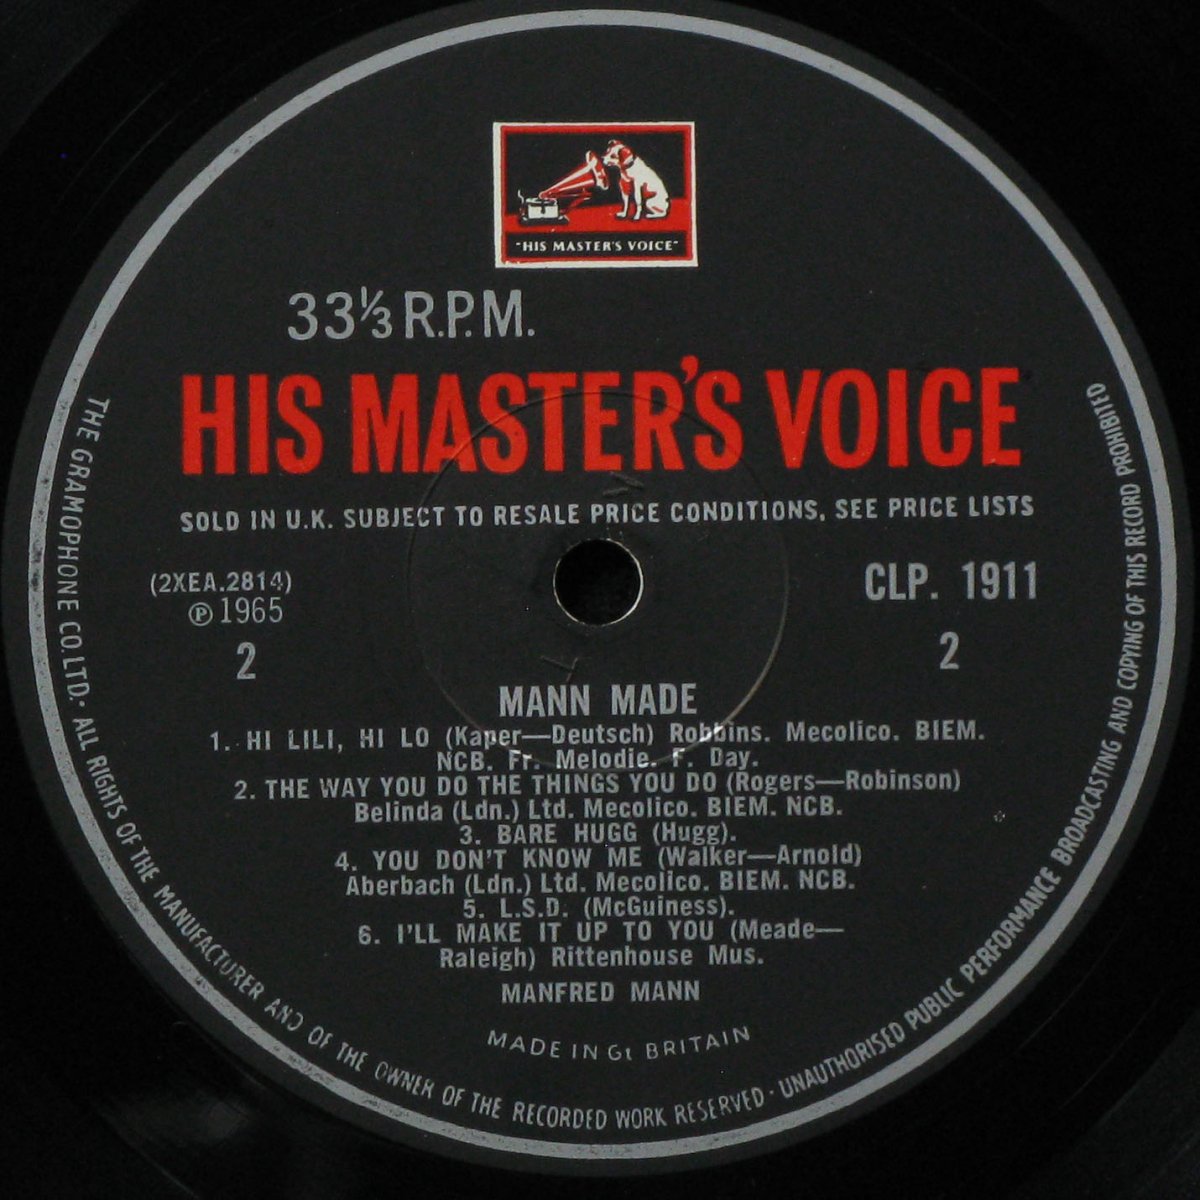 "HIS MASTER'S VOICE"
33⅓ R.P.M.
HIS MASTER'S VOICE
SOLD IN U.K. SUBJECT TO RESALE PRICE CONDITIONS, SEE PRICE LISTS
(2XEA.2814)
℗ 1965
2
CLP. 1911
2
MANN MADE
1. HI LILI, HI LO (Kaper—Deutsch) Robbins. Mecolico. BIEM.
NCB. Fr. Melodie. F. Day.
2. THE WAY YOU DO THE THINGS YOU DO (Rogers—Robinson)
Belinda (Ldn.) Ltd. Mecolico. BIEM. NCB.
3. BARE HUGG (Hugg).
4. YOU DON'T KNOW ME (Walker—Arnold)
Aberbach (Ldn.) Ltd. Mecolico. BIEM. NCB.
5. L.S.D. (McGuiness).
6. I'LL MAKE IT UP TO YOU (Meade—
Raleigh) Rittenhouse Mus.
MANFRED MANN
MADE IN Gt BRITAIN
THE GRAMOPHONE CO. LTD. · ALL RIGHTS OF THE MANUFACTURER AND OF THE OWNER OF THE RECORDED WORK RESERVED · UNAUTHORISED PUBLIC PERFORMANCE BROADCASTING AND COPYING OF THIS RECORD PROHIBITED